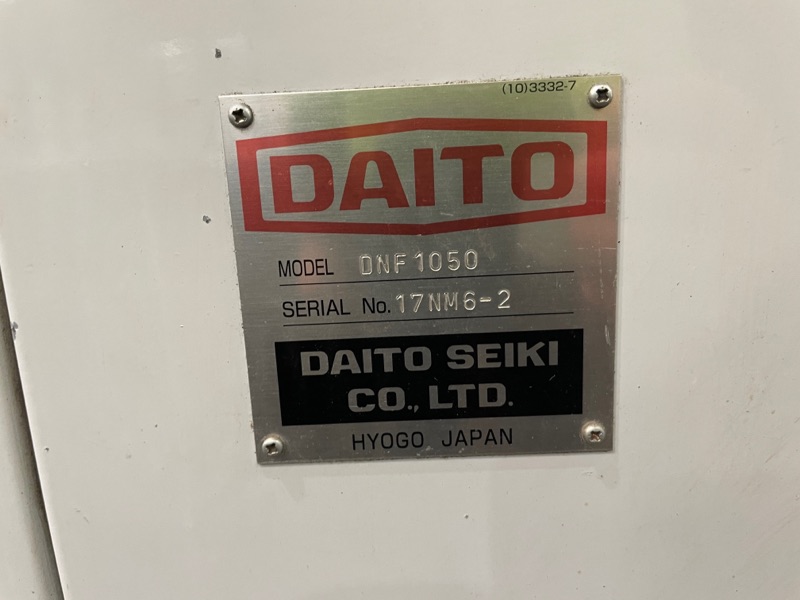 (10)3332-7
DAITO
MODEL DNF1050
SERIAL No. 17NM6-2
DAITO SEIKI
CO., LTD.
HYOGO JAPAN